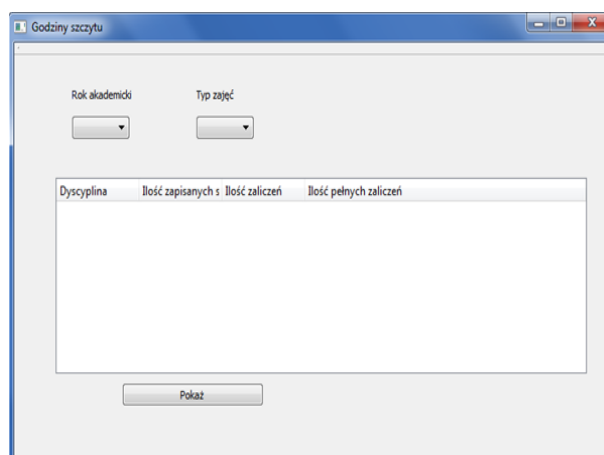 Godziny szczytu
Rok akademicki Typ zajęć
Dyscyplina Ilość zapisanych s Ilość zaliczeń Ilość pełnych zaliczeń
Pokaż